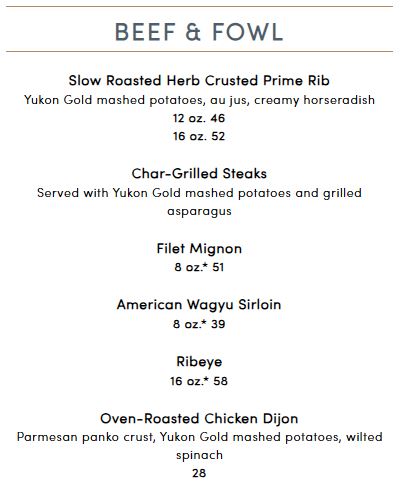 BEEF & FOWL
Slow Roasted Herb Crusted Prime Rib
Yukon Gold mashed potatoes, au jus, creamy horseradish
12 oz. 46
16 oz. 52
Char-Grilled Steaks
Served with Yukon Gold mashed potatoes and grilled
asparagus
Filet Mignon
8 oz.* 51
American Wagyu Sirloin
8 oz.* 39
Ribeye
16 oz.* 58
Oven-Roasted Chicken Dijon
Parmesan panko crust, Yukon Gold mashed potatoes, wilted
spinach
28